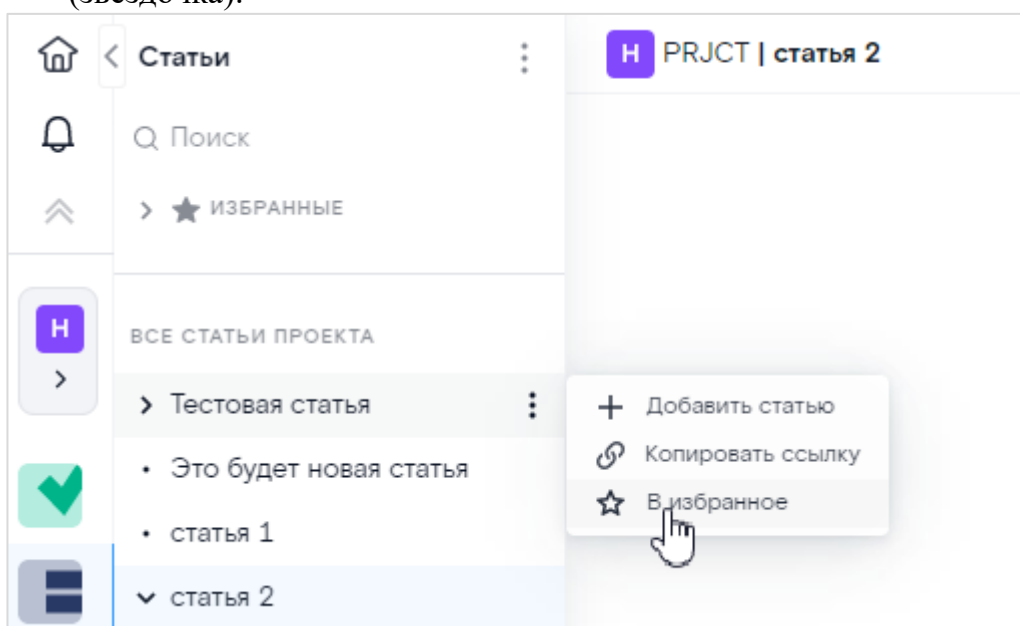 (звездочка).
Статьи
Н PRJCT | статья 2
Поиск
ИЗБРАННЫЕ
Н
ВСЕ СТАТЬИ ПРОЕКТА
Тестовая статья
Добавить статью
Копировать ссылку
В избранное
Это будет новая статья
статья 1
статья 2